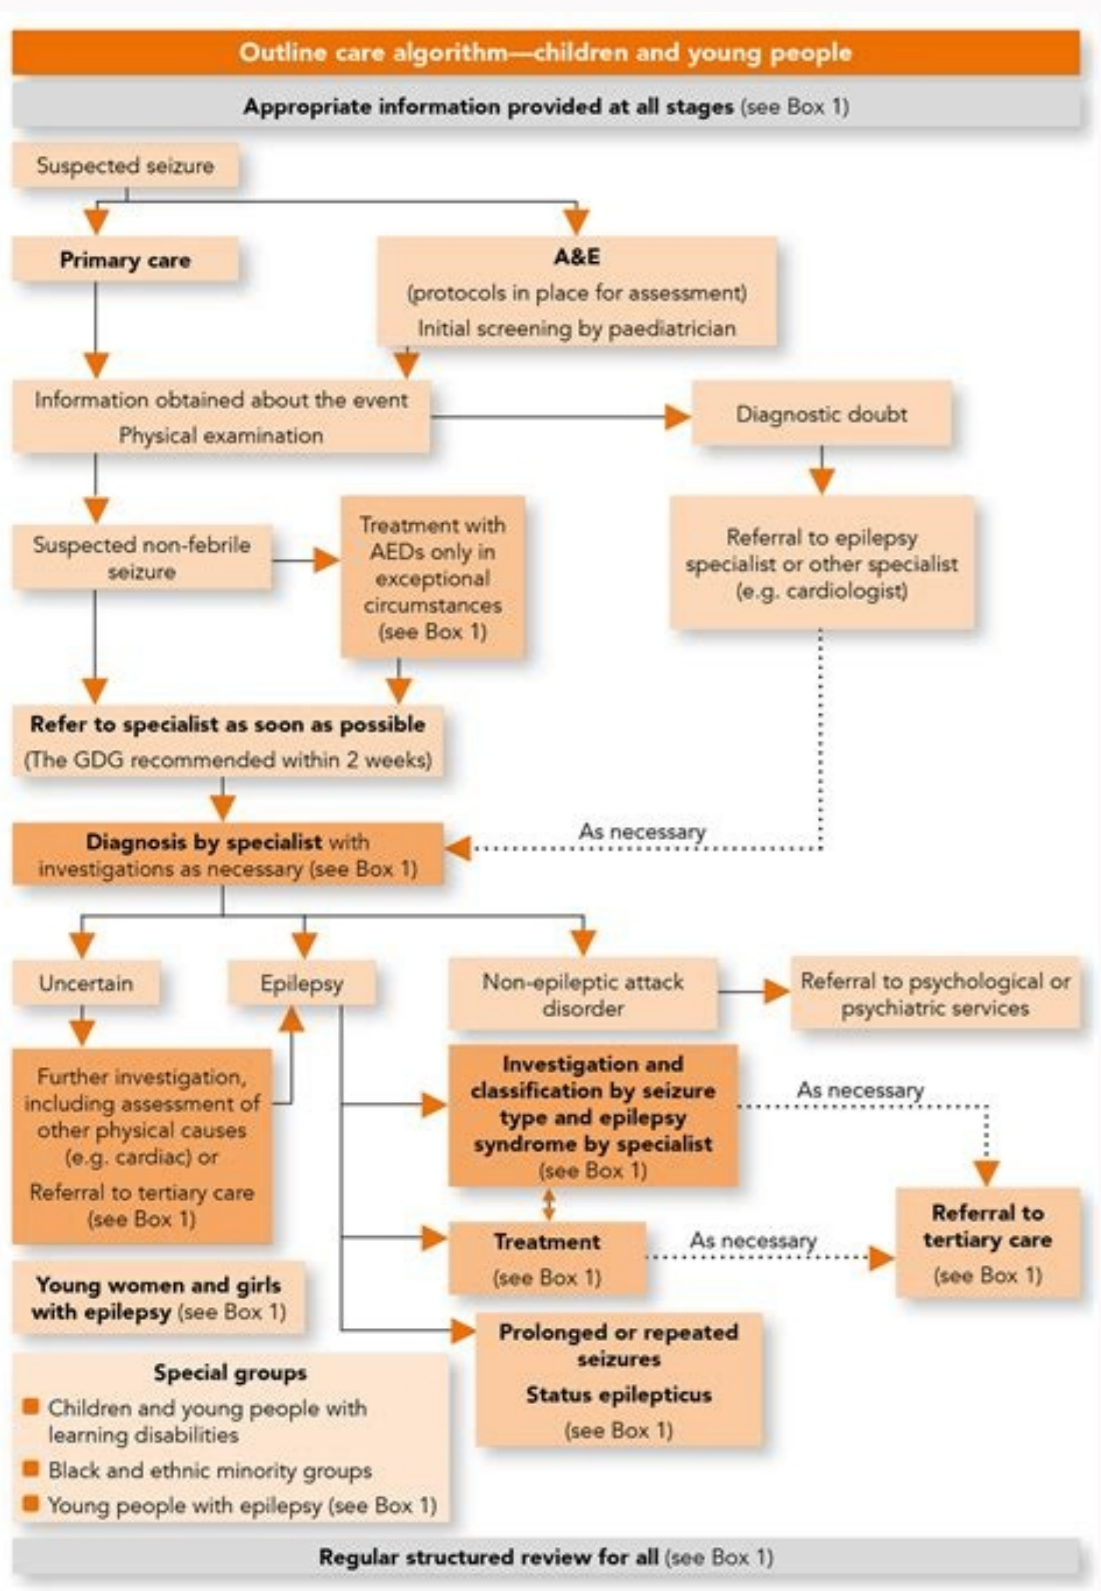 Outline care algorithm—children and young people
Appropriate information provided at all stages (see Box 1)
Suspected seizure
Primary care
A&E
(protocols in place for assessment)
Initial screening by paediatrician
Information obtained about the event
Physical examination
Diagnostic doubt
Suspected non-febrile
seizure
Treatment with
AEDs only in
exceptional
circumstances
(see Box 1)
Referral to epilepsy
specialist or other specialist
(e.g. cardiologist)
Refer to specialist as soon as possible
(The GDG recommended within 2 weeks)
As necessary
Diagnosis by specialist with
investigations as necessary (see Box 1)
Uncertain
Epilepsy
Non-epileptic attack
disorder
Referral to psychological or
psychiatric services
Further investigation,
including assessment of
other physical causes
(e.g. cardiac) or
Referral to tertiary care
(see Box 1)
Investigation and
classification by seizure
type and epilepsy
syndrome by specialist
(see Box 1)
As necessary
Treatment
(see Box 1)
As necessary
Referral to
tertiary care
(see Box 1)
Young women and girls
with epilepsy (see Box 1)
Prolonged or repeated
seizures
Status epilepticus
(see Box 1)
Special groups
Children and young people with
learning disabilities
Black and ethnic minority groups
Young people with epilepsy (see Box 1)
Regular structured review for all (see Box 1)